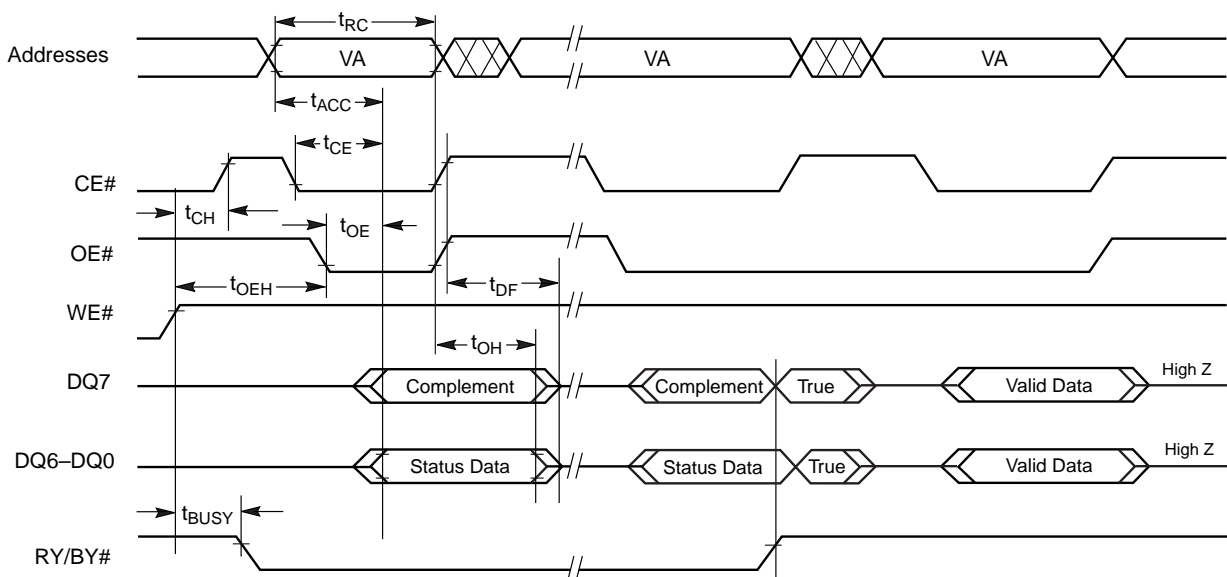 tRC
Addresses VA VA VA
tACC
tCE
CE#
tCH tOE
OE#
tOEH tDF
WE#
tOH
DQ7 Complement Complement True Valid Data High Z
DQ6–DQ0 Status Data Status Data True Valid Data High Z
tBUSY
RY/BY#